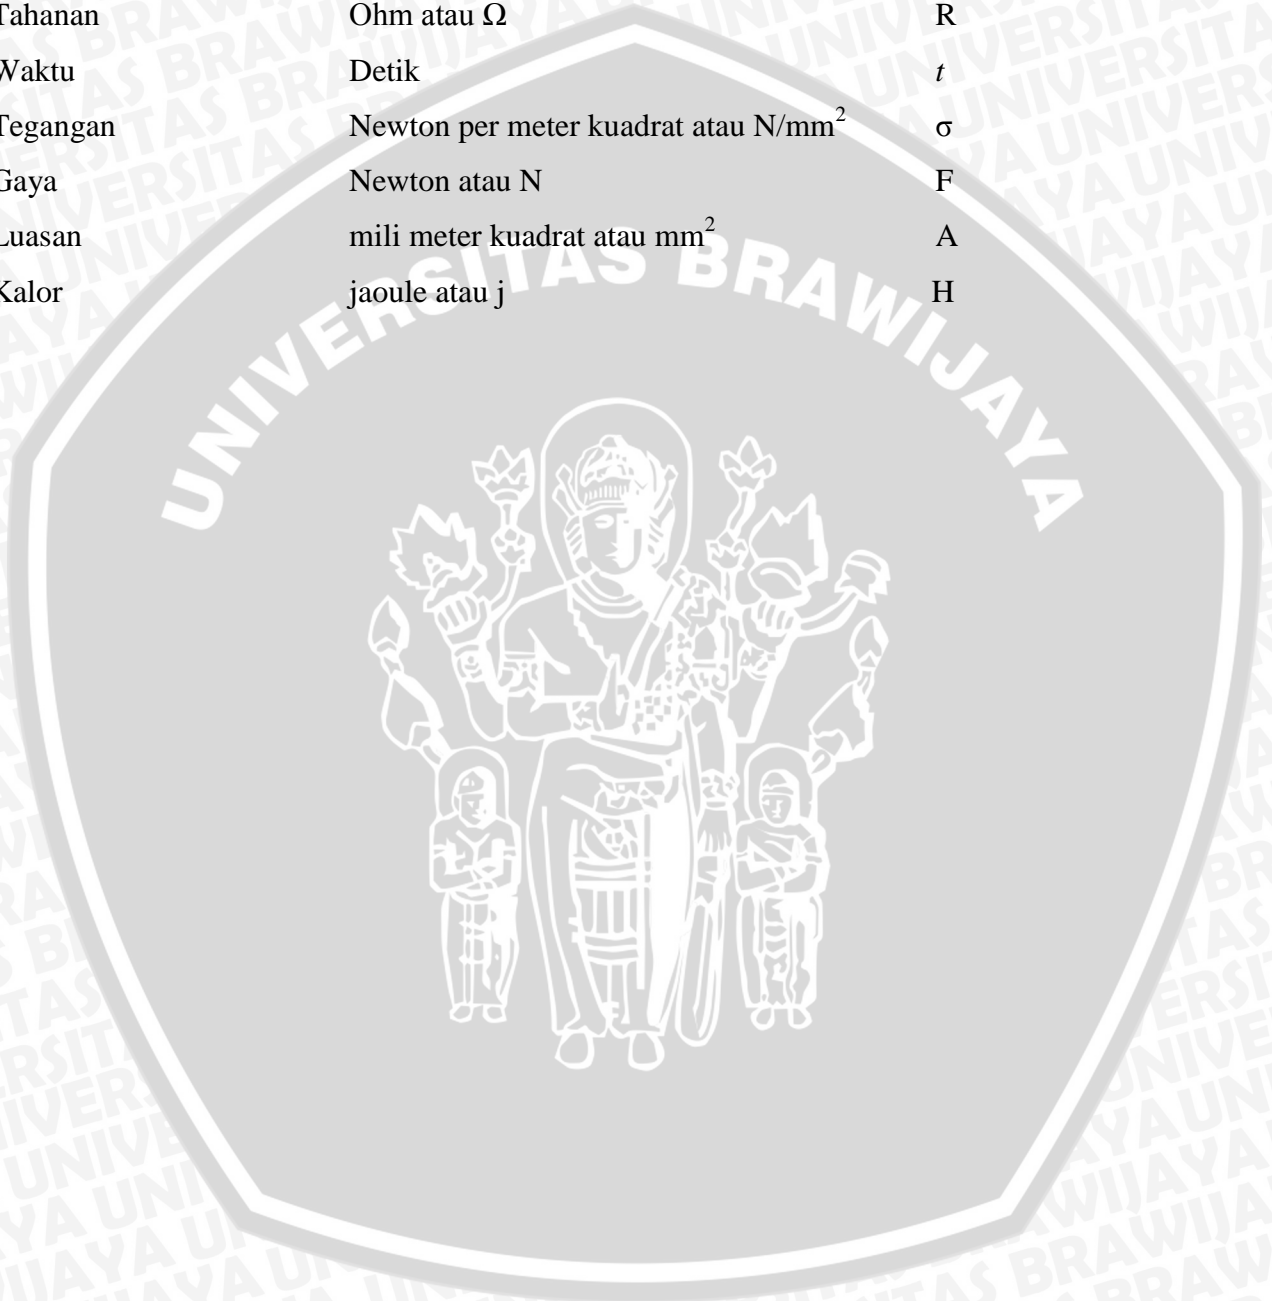 Tahanan Ohm atau Ω R
Waktu Detik t
Tegangan Newton per meter kuadrat atau N/mm² σ
Gaya Newton atau N F
Luasan mili meter kuadrat atau mm² A
Kalor jaoule atau j H
UNIVERSITAS BRAWIJAYA